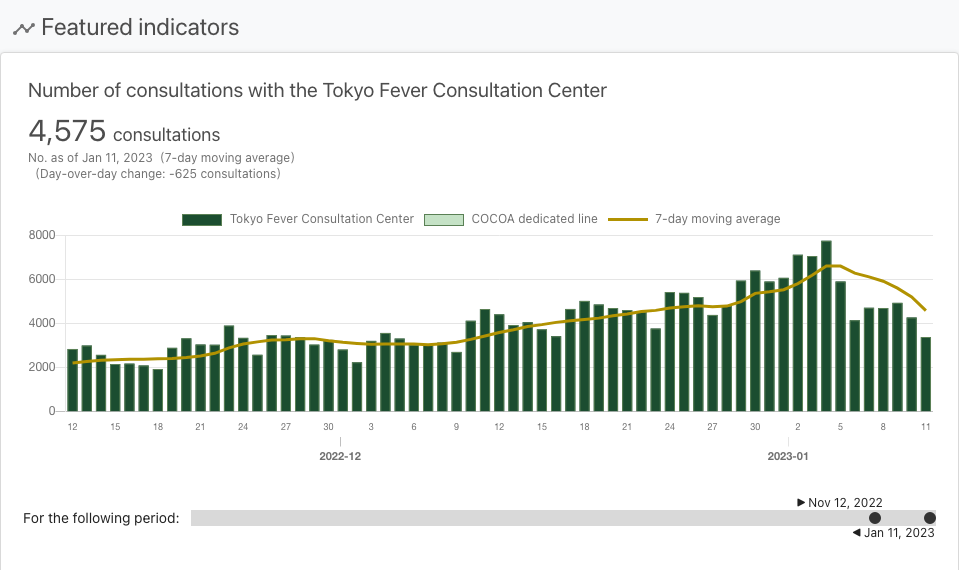 Featured indicators
Number of consultations with the Tokyo Fever Consultation Center
4,575 consultations
No. as of Jan 11, 2023 (7-day moving average)
(Day-over-day change: -625 consultations)
Tokyo Fever Consultation Center COCOA dedicated line 7-day moving average
8000
6000
4000
2000
0
12 15 18 21 24 27 30 3 6 9 12 15 18 21 24 27 30 2 5 8 11
2022-12 2023-01
▶ Nov 12, 2022
For the following period:
◀ Jan 11, 2023